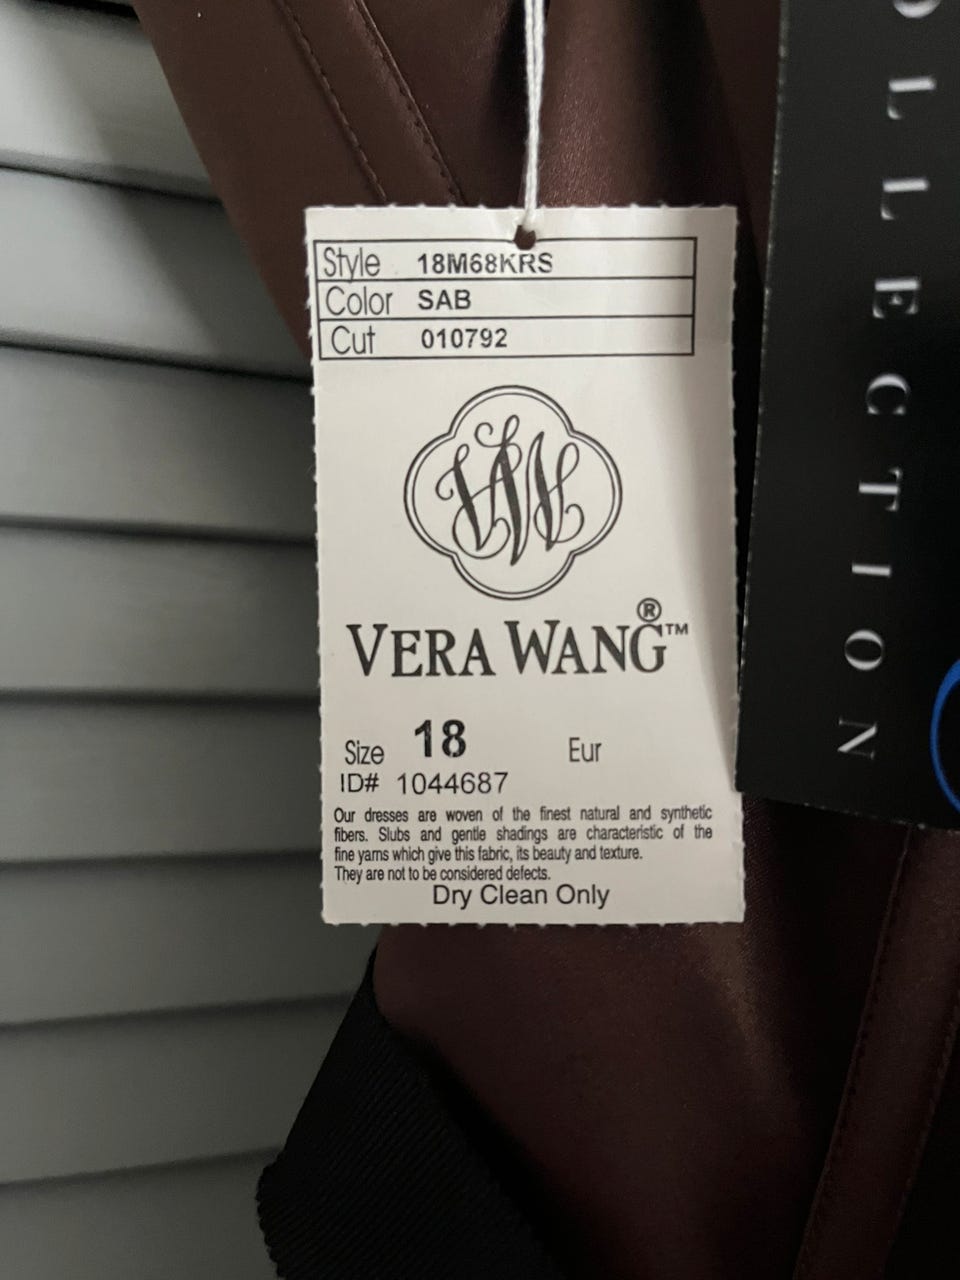 Style 18M68KRS
Color SAB
Cut 010792
VW
VERA WANG®™
Size 18 Eur
ID# 1044687
Our dresses are woven of the finest natural and synthetic
fibers. Slubs and gentle shadings are characteristic of the
fine yarns which give this fabric, its beauty and texture.
They are not to be considered defects.
Dry Clean Only
OLLECTION